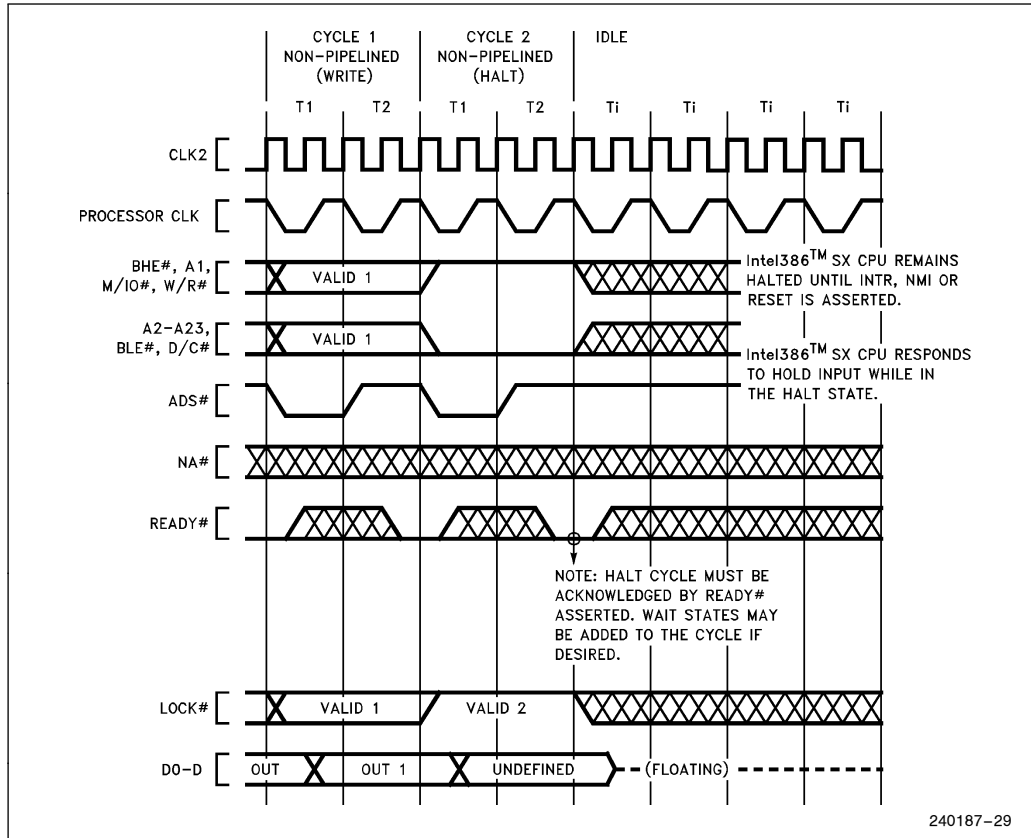 CYCLE 1
NON-PIPELINED
(WRITE)
CYCLE 2
NON-PIPELINED
(HALT)
IDLE
T1 T2 T1 T2 Ti Ti Ti Ti
CLK2
PROCESSOR CLK
BHE#, A1,
M/IO#, W/R#
VALID 1
Intel386™ SX CPU REMAINS
HALTED UNTIL INTR, NMI OR
RESET IS ASSERTED.
A2-A23,
BLE#, D/C#
VALID 1
Intel386™ SX CPU RESPONDS
TO HOLD INPUT WHILE IN
THE HALT STATE.
ADS#
NA#
READY#
NOTE: HALT CYCLE MUST BE
ACKNOWLEDGED BY READY#
ASSERTED. WAIT STATES MAY
BE ADDED TO THE CYCLE IF
DESIRED.
LOCK# VALID 1 VALID 2
D0-D OUT OUT 1 UNDEFINED (FLOATING)
240187-29